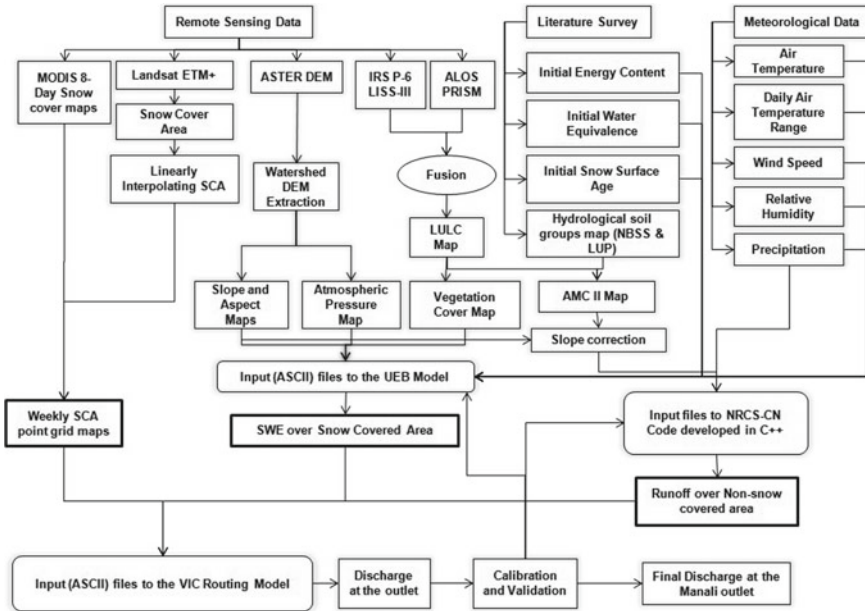 Remote Sensing Data
Literature Survey
Meteorological Data
MODIS 8-
Day Snow
cover maps
Landsat ETM+
ASTER DEM
IRS P-6
LISS-III
ALOS
PRISM
Initial Energy Content
Air
Temperature
Snow Cover
Area
Initial Water
Equivalence
Daily Air
Temperature
Range
Linearly
Interpolating SCA
Watershed
DEM
Extraction
Fusion
Initial Snow Surface
Age
Wind Speed
LULC
Map
Hydrological soil
groups map (NBSS &
LUP)
Relative
Humidity
Precipitation
Slope and
Aspect
Maps
Atmospheric
Pressure
Map
Vegetation
Cover Map
AMC II Map
Slope correction
Input (ASCII) files to the UEB Model
Weekly SCA
point grid maps
SWE over Snow Covered Area
Input files to NRCS-CN
Code developed in C++
Runoff over Non-snow
covered area
Input (ASCII) files to the VIC Routing Model
Discharge
at the outlet
Calibration
and Validation
Final Discharge at the
Manali outlet